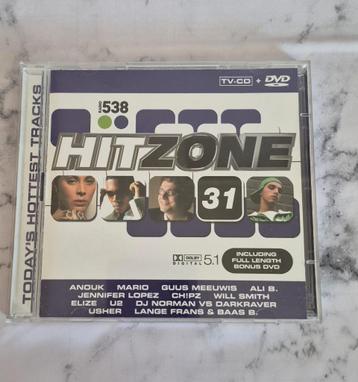 TV-CD + DVD
RADIO 538
HITZONE
31
TODAY'S HOTTEST TRACKS
DOLBY DIGITAL 5.1
INCLUDING
FULL LENGTH
BONUS DVD
ANOUK MARIO GUUS MEEUWIS ALI B.
JENNIFER LOPEZ CH!PZ WILL SMITH
ELIZE U2 DJ NORMAN VS DARKRAVER
USHER LANGE FRANS & BAAS B.